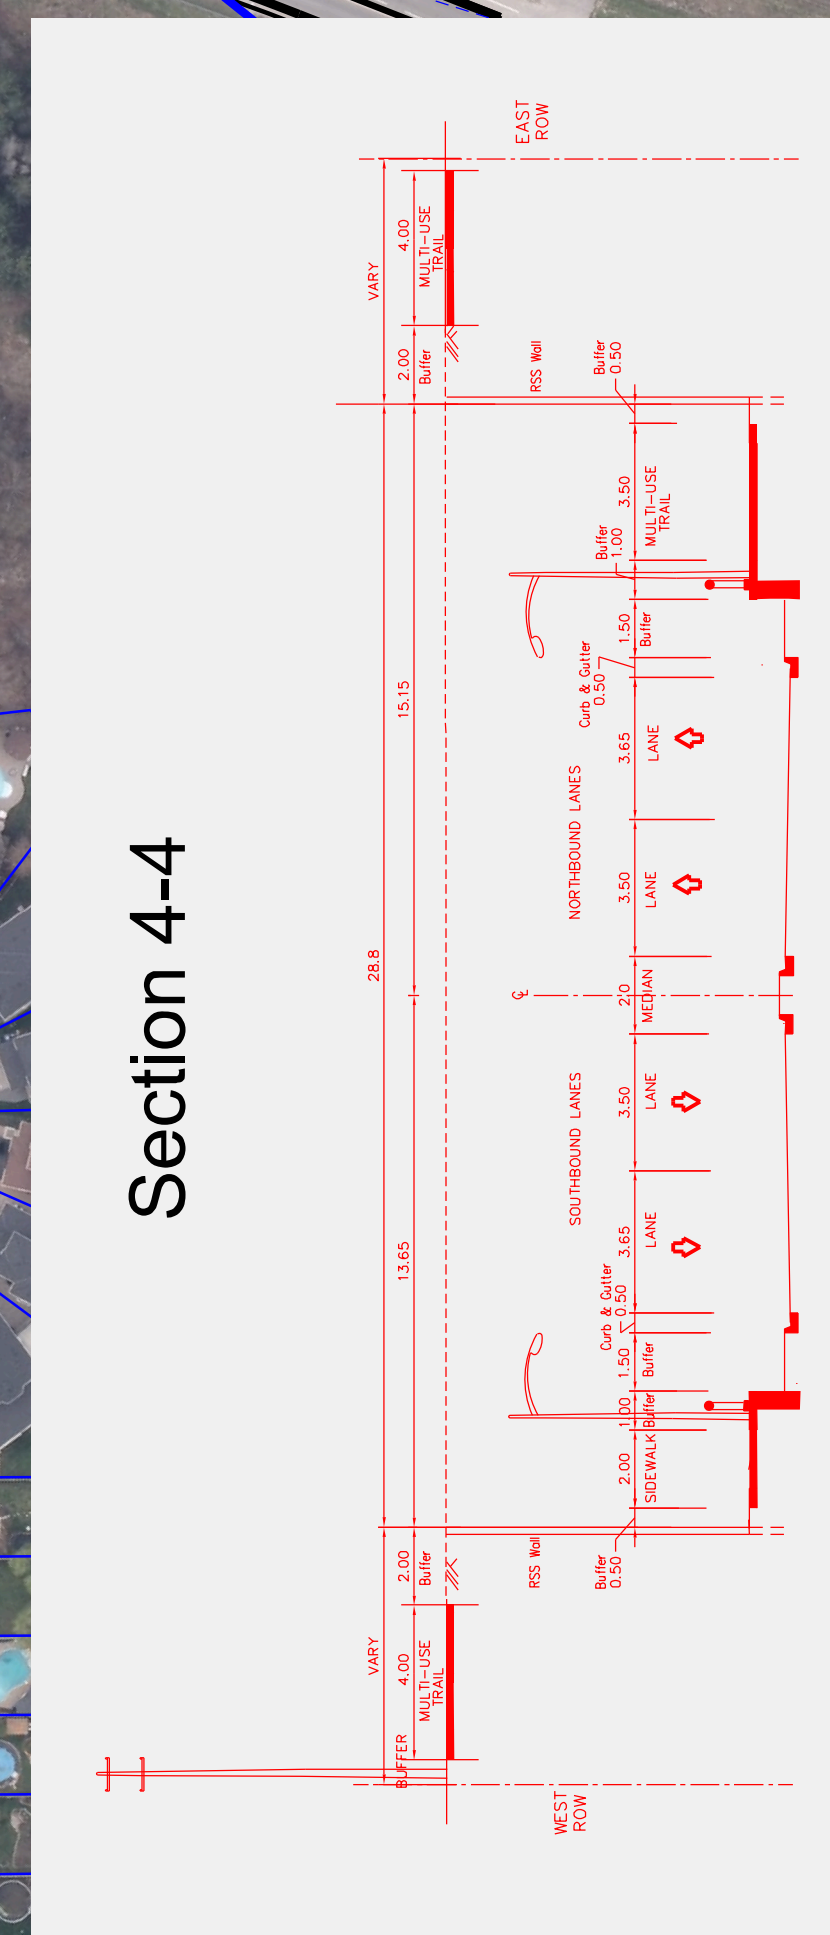 Section 4-4
VARY
28.8
VARY
BUFFER
4.00
MULTI-USE
TRAIL
2.00
Buffer
13.65
15.15
2.00
Buffer
4.00
MULTI-USE
TRAIL
WEST
ROW
EAST
ROW
RSS Wall
RSS Wall
℄
SOUTHBOUND LANES
NORTHBOUND LANES
Buffer
0.50
2.00
SIDEWALK
1.00
Buffer
1.50
Buffer
Curb & Gutter
0.50
3.65
LANE
3.50
LANE
2.0
MEDIAN
3.50
LANE
3.65
LANE
Curb & Gutter
0.50
1.50
Buffer
Buffer
1.00
3.50
MULTI-USE
TRAIL
Buffer
0.50